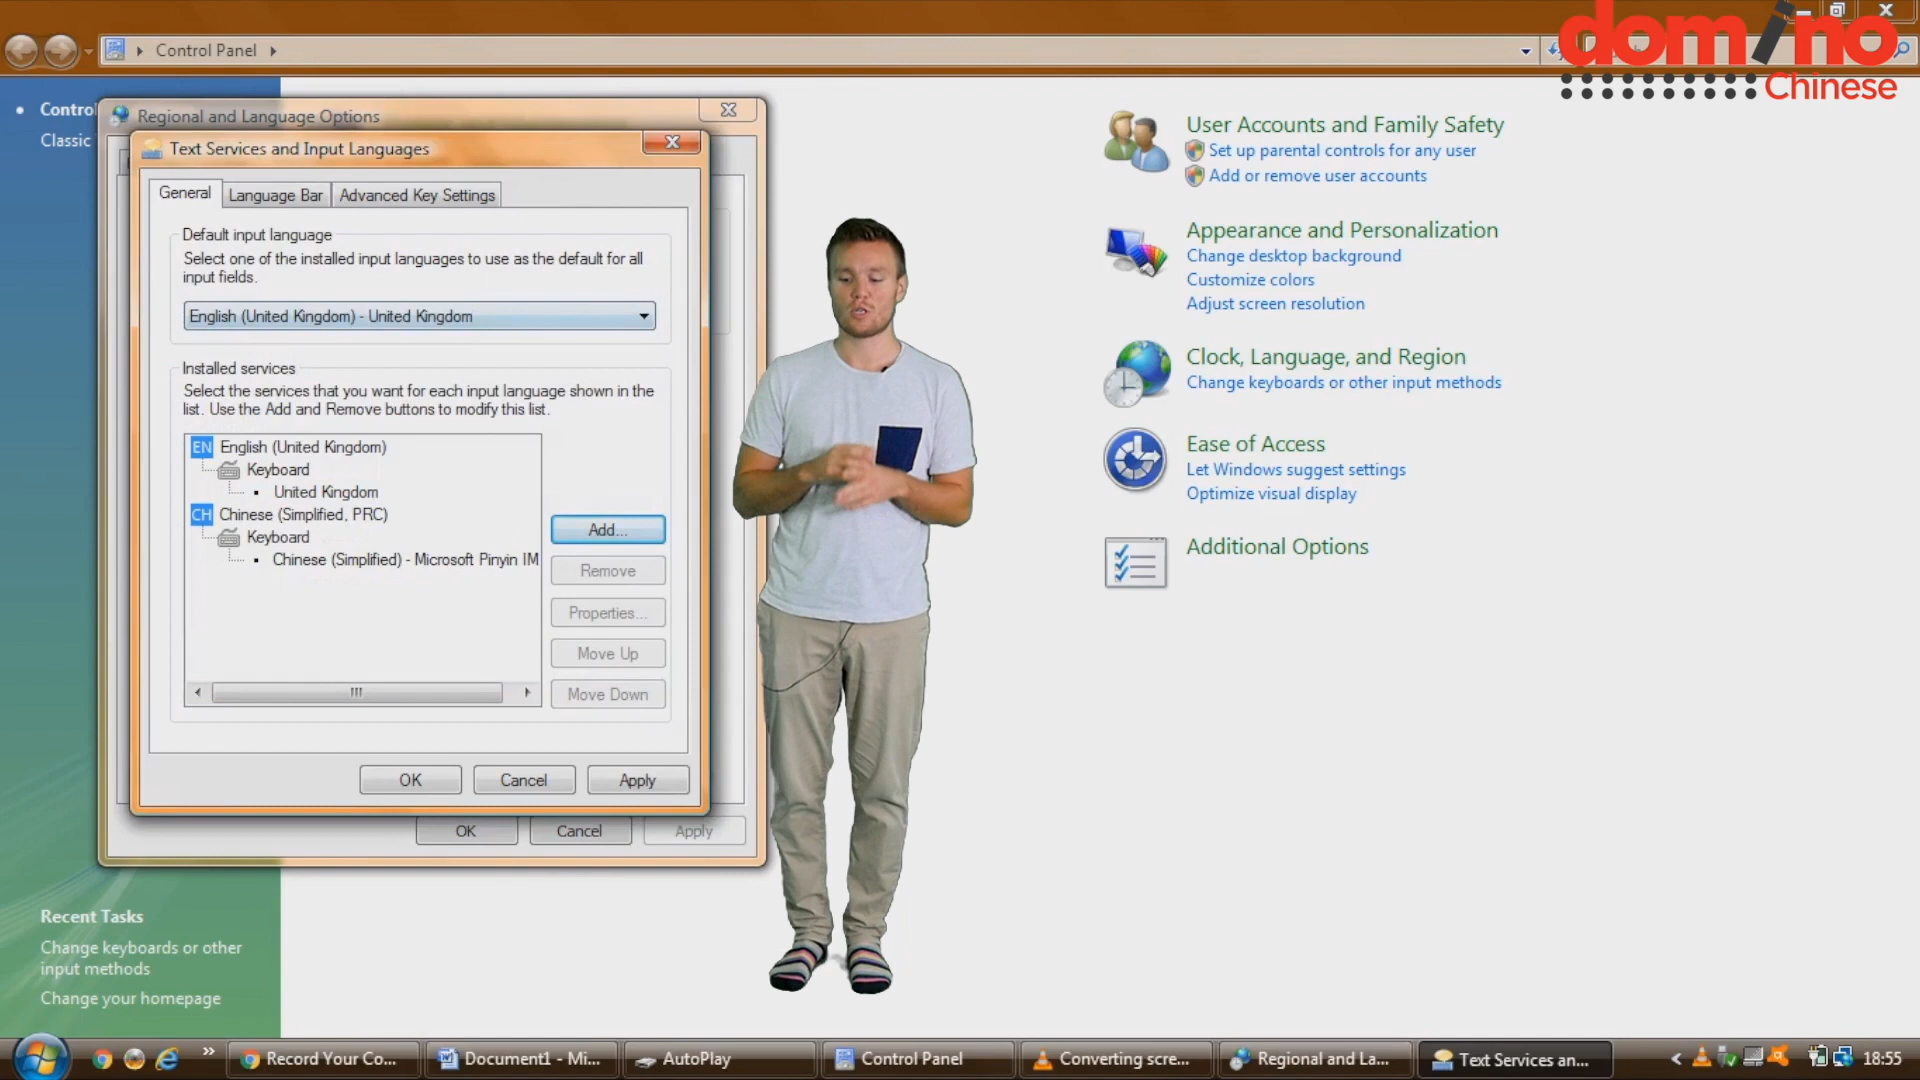 Control Panel
domino
Chinese
Contro
Classic
Regional and Language Options
Text Services and Input Languages
General
Language Bar
Advanced Key Settings
Default input language
Select one of the installed input languages to use as the default for all
input fields.
English (United Kingdom) - United Kingdom
Installed services
Select the services that you want for each input language shown in the
list. Use the Add and Remove buttons to modify this list.
EN English (United Kingdom)
Keyboard
United Kingdom
CH Chinese (Simplified, PRC)
Keyboard
Chinese (Simplified) - Microsoft Pinyin IM
Add...
Remove
Properties...
Move Up
Move Down
OK
Cancel
Apply
OK
Cancel
Apply
User Accounts and Family Safety
Set up parental controls for any user
Add or remove user accounts
Appearance and Personalization
Change desktop background
Customize colors
Adjust screen resolution
Clock, Language, and Region
Change keyboards or other input methods
Ease of Access
Let Windows suggest settings
Optimize visual display
Additional Options
Recent Tasks
Change keyboards or other
input methods
Change your homepage
Record Your Co...
Document1 - Mi...
AutoPlay
Control Panel
Converting scre...
Regional and La...
Text Services an...
18:55